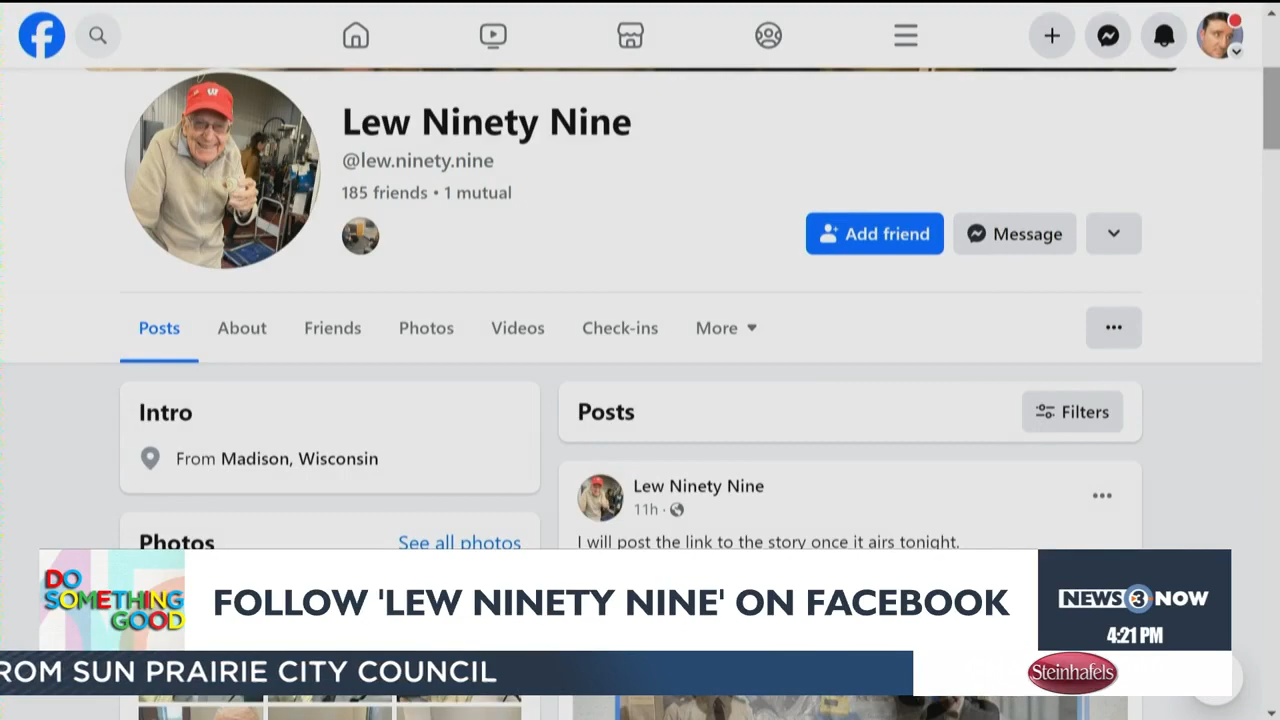 Lew Ninety Nine
@lew.ninety.nine
185 friends • 1 mutual
Add friend
Message
Posts
About
Friends
Photos
Videos
Check-ins
More
Intro
From Madison, Wisconsin
Photos
See all photos
Posts
Filters
Lew Ninety Nine
11h ·
I will post the link to the story once it airs tonight.
DO
SOMETHING
GOOD
FOLLOW 'LEW NINETY NINE' ON FACEBOOK
NEWS 3 NOW
4:21 PM
ROM SUN PRAIRIE CITY COUNCIL
Steinhafels